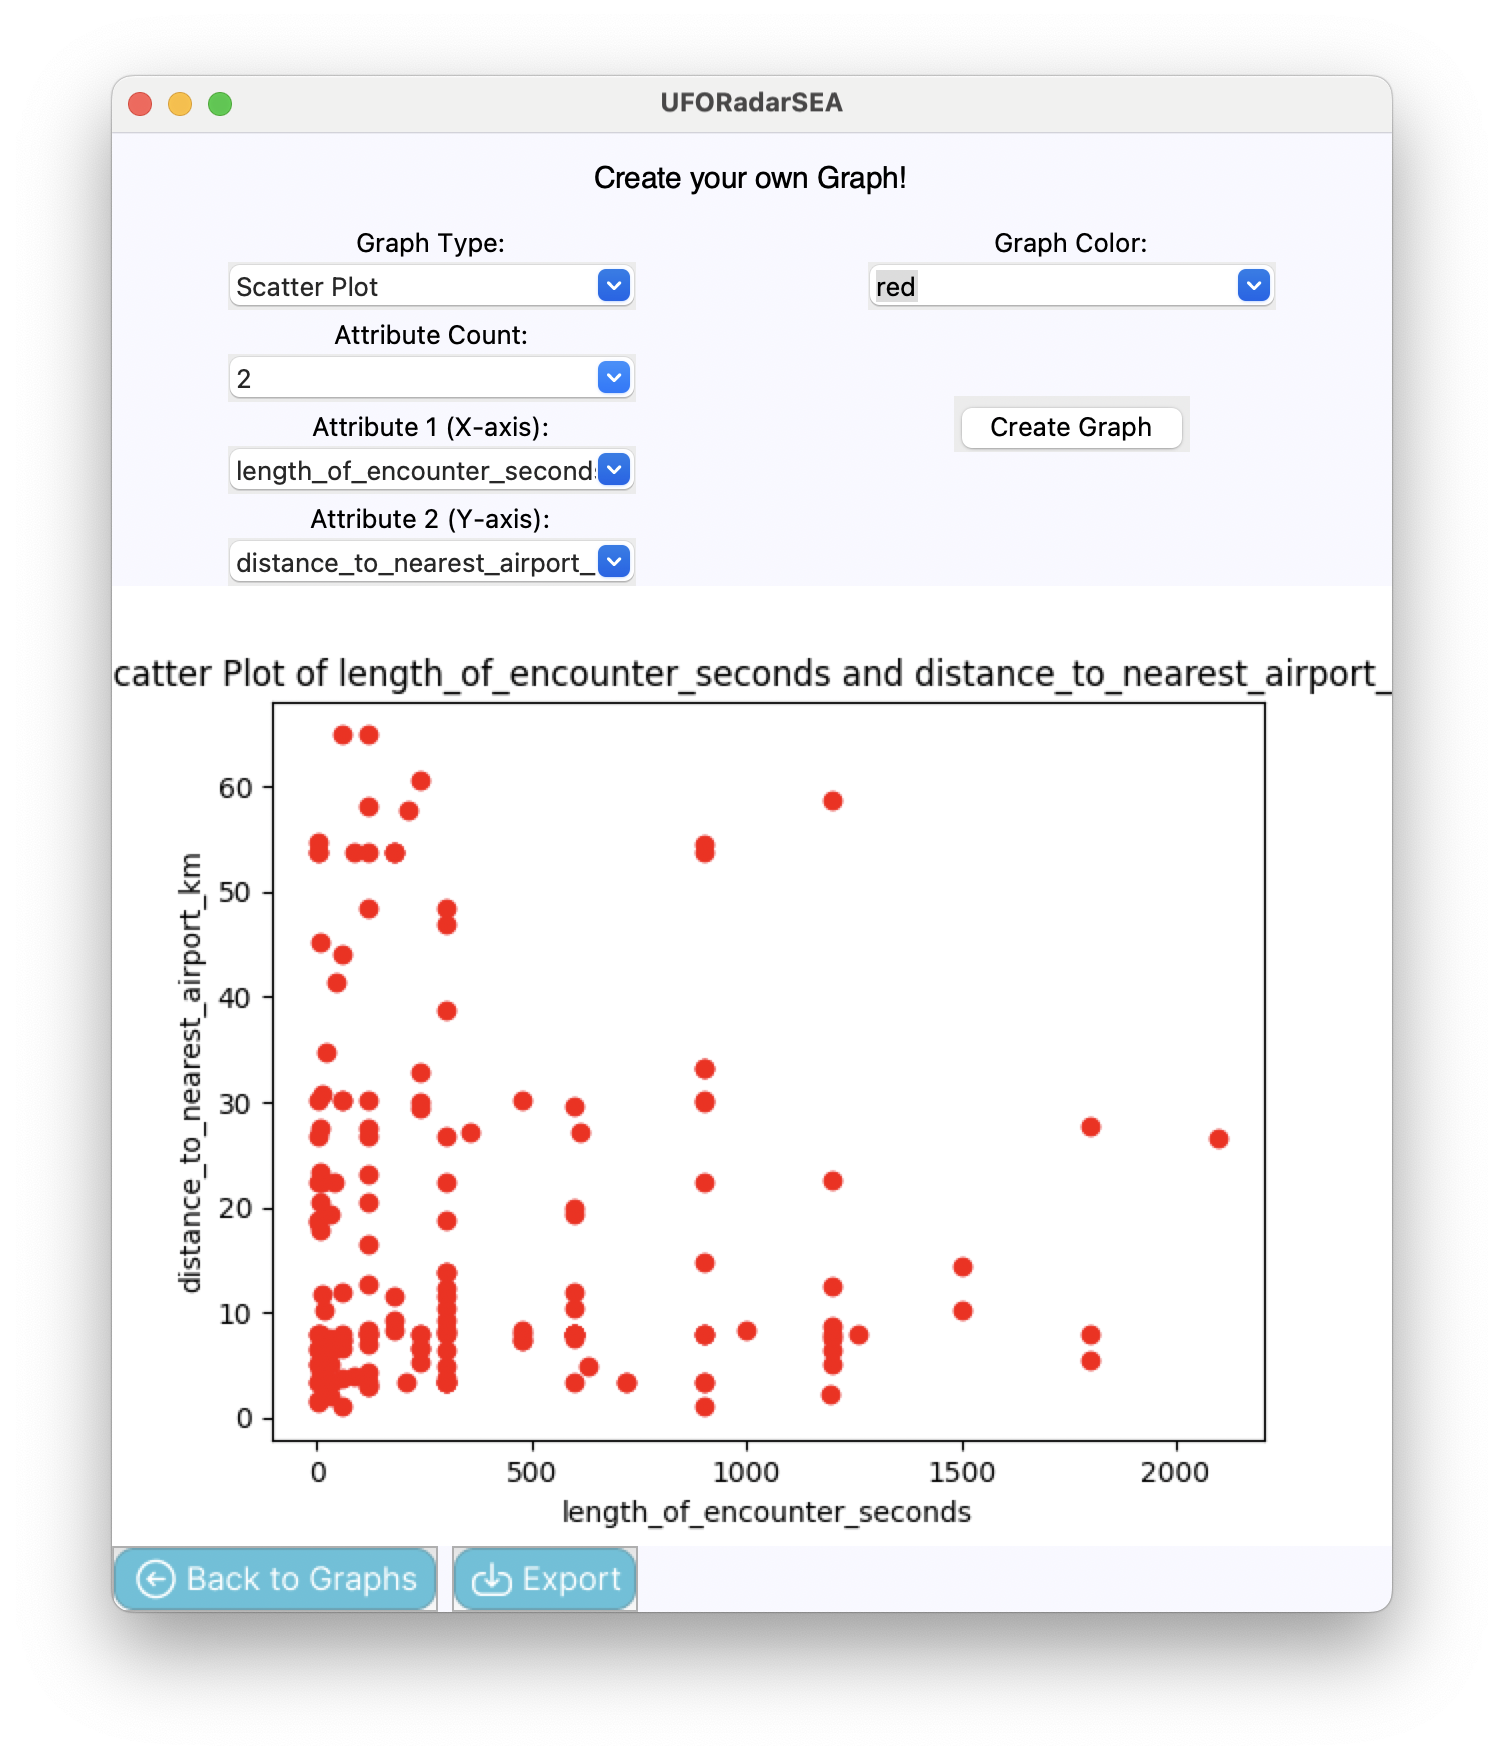 UFORadarSEA
Create your own Graph!
Graph Type:
Graph Color:
Scatter Plot
red
Attribute Count:
2
Attribute 1 (X-axis):
Create Graph
length_of_encounter_second
Attribute 2 (Y-axis):
distance_to_nearest_airport_
catter Plot of length_of_encounter_seconds and distance_to_nearest_airport_
distance_to_nearest_airport_km
60
50
40
30
20
10
0
0 500 1000 1500 2000
length_of_encounter_seconds
Back to Graphs
Export